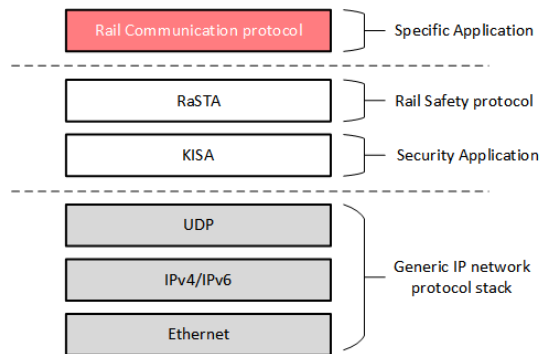 Rail Communication protocol
Specific Application
RaSTA
Rail Safety protocol
KISA
Security Application
UDP
IPv4/IPv6
Generic IP network
protocol stack
Ethernet